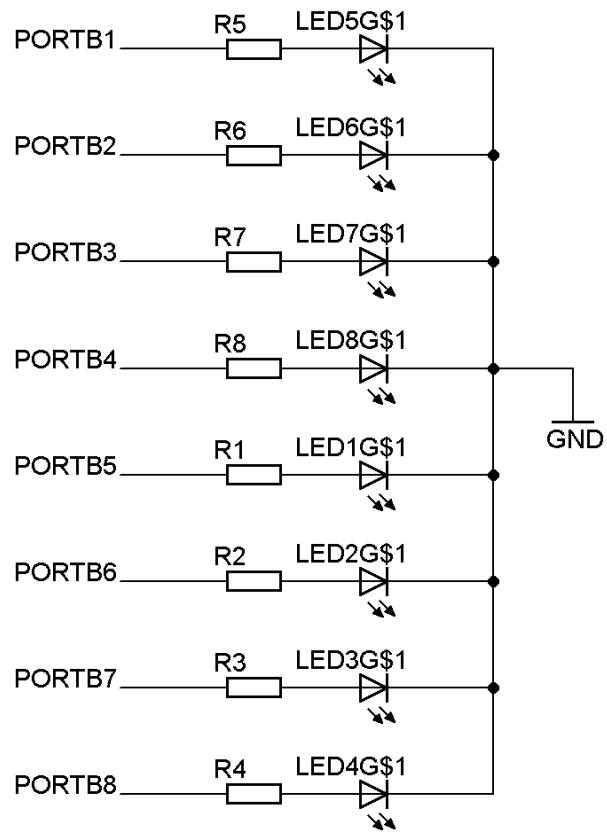 PORTB1 R5 LED5G$1
PORTB2 R6 LED6G$1
PORTB3 R7 LED7G$1
PORTB4 R8 LED8G$1
GND
PORTB5 R1 LED1G$1
PORTB6 R2 LED2G$1
PORTB7 R3 LED3G$1
PORTB8 R4 LED4G$1